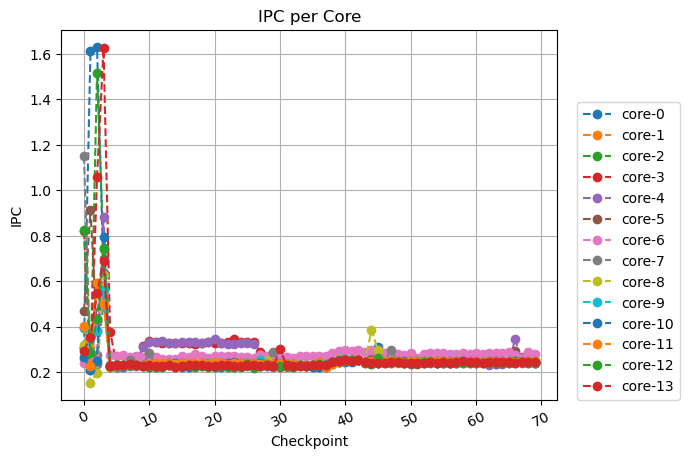 IPC per Core
IPC
1.6
1.4
1.2
1.0
0.8
0.6
0.4
0.2
0
10
20
30
40
50
60
70
Checkpoint
core-0
core-1
core-2
core-3
core-4
core-5
core-6
core-7
core-8
core-9
core-10
core-11
core-12
core-13